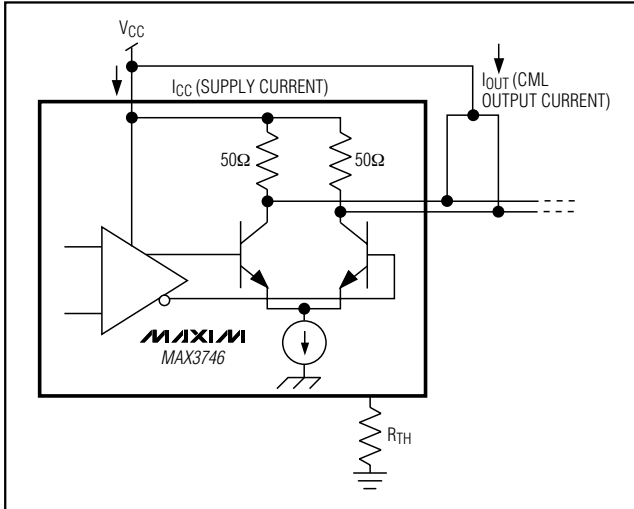 VCC
ICC (SUPPLY CURRENT)
IOUT (CML
OUTPUT CURRENT)
50Ω
50Ω
MAXIM
MAX3746
RTH